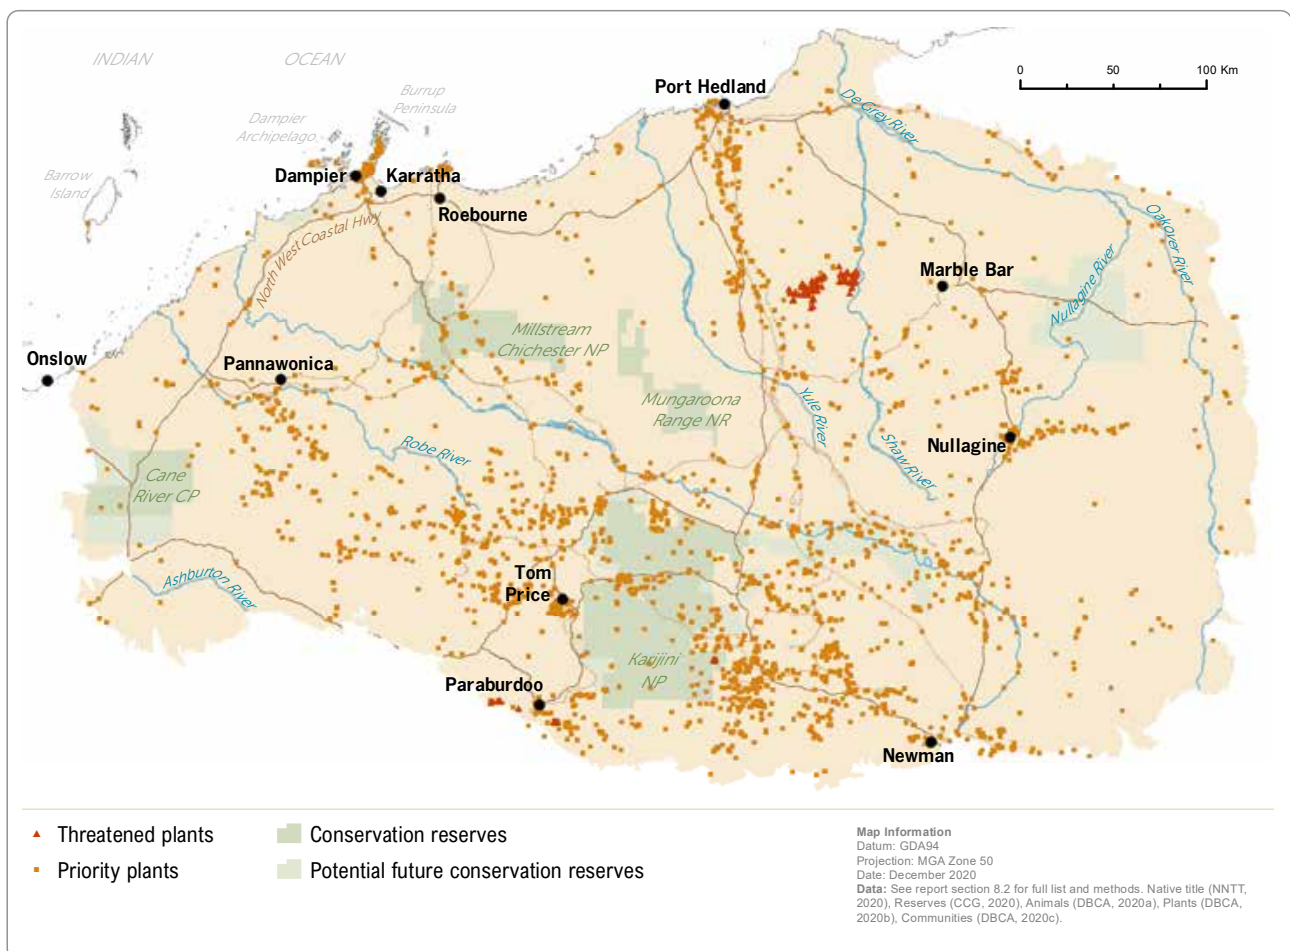 INDIAN
OCEAN
0
50
100 Km
Port Hedland
Burrup
Peninsula
De Grey River
Dampier
Archipelago
Barrow
Island
Dampier
Karratha
Roebourne
Oakover River
North West Coastal Hwy
Marble Bar
Nullagine River
Millstream
Chichester NP
Onslow
Pannawonica
Mungaroona
Range NR
Yule River
Robe River
Shaw River
Nullagine
Cane
River CP
Ashburton River
Tom
Price
Karijini
NP
Paraburdoo
Newman
Threatened plants
Priority plants
Conservation reserves
Potential future conservation reserves
Map Information
Datum: GDA94
Projection: MGA Zone 50
Date: December 2020
Data: See report section 8.2 for full list and methods. Native title (NNTT,
2020), Reserves (CCG, 2020), Animals (DBCA, 2020a), Plants (DBCA,
2020b), Communities (DBCA, 2020c).